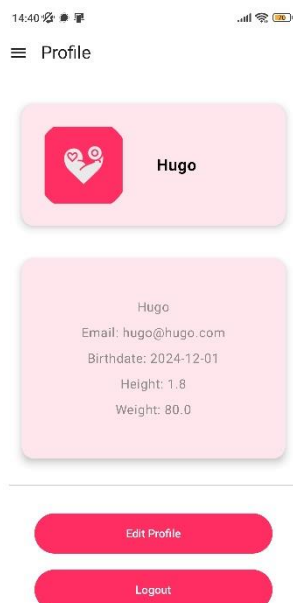 14:40
70
Profile
Hugo
Hugo
Email: hugo@hugo.com
Birthdate: 2024-12-01
Height: 1.8
Weight: 80.0
Edit Profile
Logout